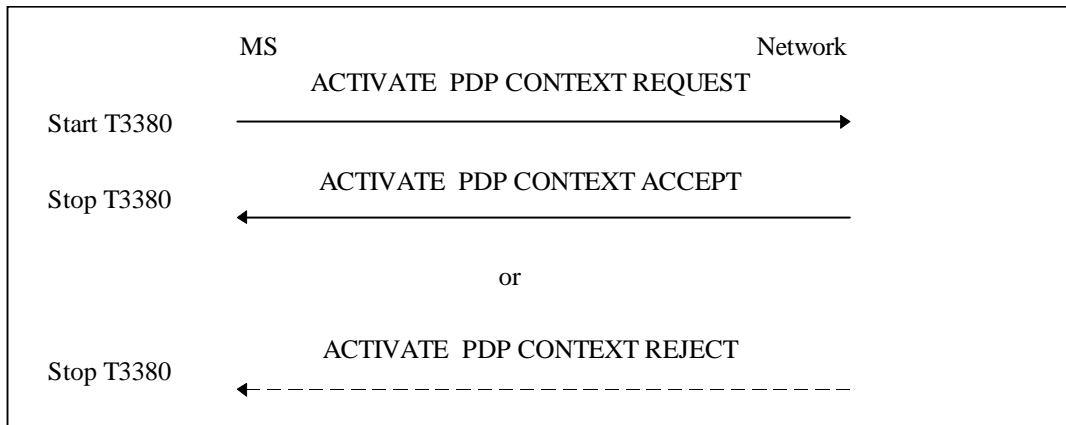 MS Network
ACTIVATE PDP CONTEXT REQUEST
Start T3380
ACTIVATE PDP CONTEXT ACCEPT
Stop T3380
or
ACTIVATE PDP CONTEXT REJECT
Stop T3380